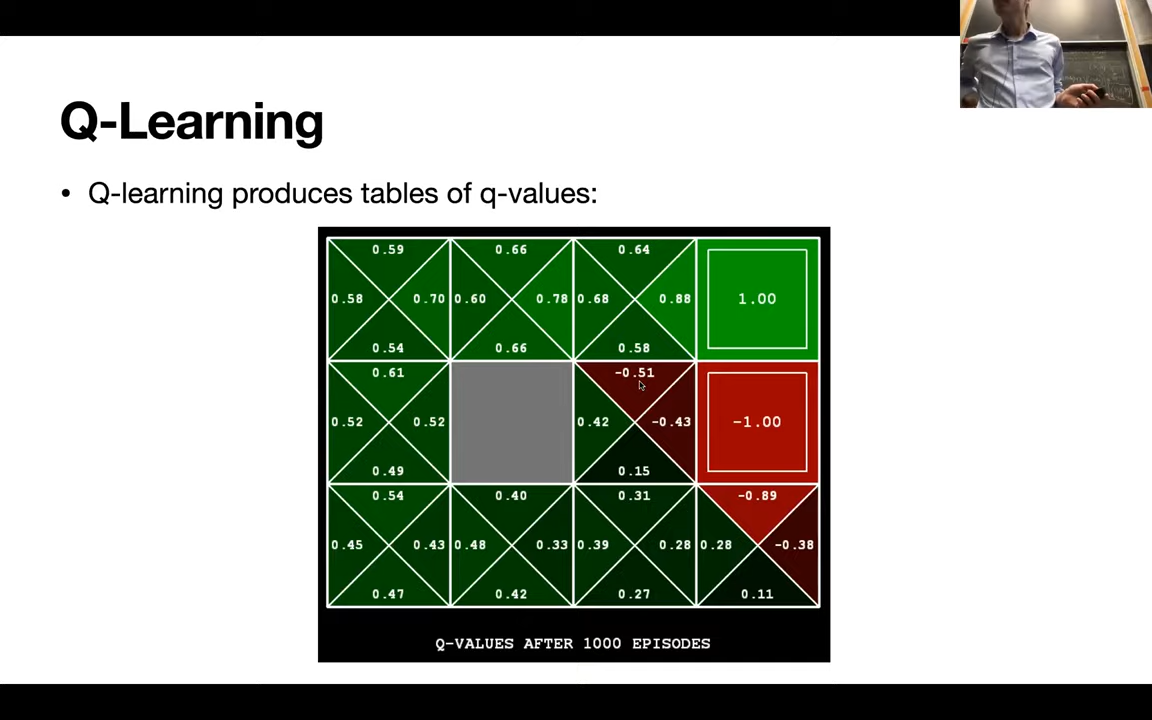 Q-Learning
• Q-learning produces tables of q-values:
0.59 0.66 0.64
0.58 0.70 0.60 0.78 0.68 0.88 1.00
0.54 0.66 0.58
0.61 -0.51
0.52 0.52 0.42 -0.43 -1.00
0.49 0.15
0.54 0.40 0.31 -0.89
0.45 0.43 0.48 0.33 0.39 0.28 0.28 -0.38
0.47 0.42 0.27 0.11
Q-VALUES AFTER 1000 EPISODES